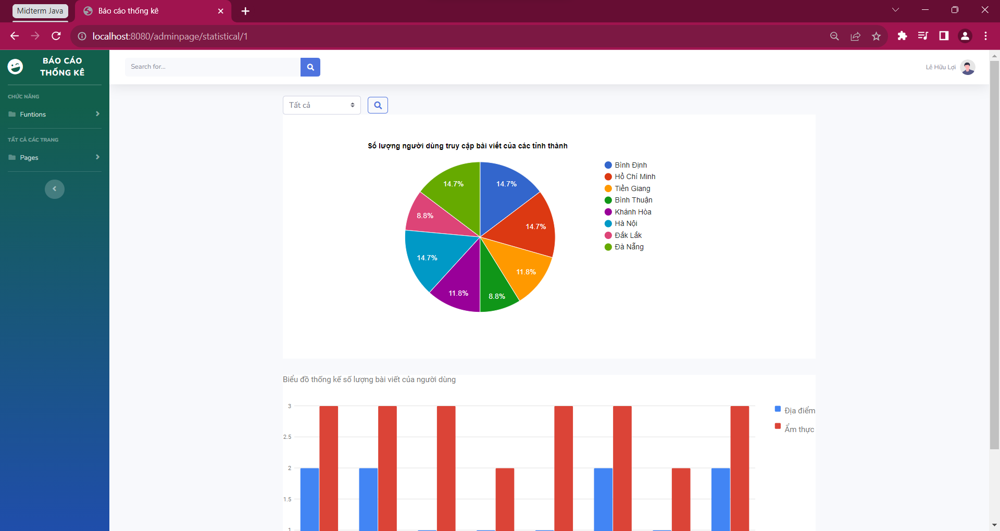 Midterm Java
Báo cáo thống kê
localhost:8080/adminpage/statistical/1
BÁO CÁO
THỐNG KÊ
Search for...
Lê Hữu Lợi
CHỨC NĂNG
Funtions
TẤT CẢ CÁC TRANG
Pages
Tất cả
Số lượng người dùng truy cập bài viết của các tỉnh thành
14.7%
14.7%
8.8%
14.7%
14.7%
11.8%
11.8%
8.8%
Bình Định
Hồ Chí Minh
Tiền Giang
Bình Thuận
Khánh Hòa
Hà Nội
Đắk Lắk
Đà Nẵng
Biểu đồ thống kế số lượng bài viết của người dùng
3
2.5
2
1.5
1
Địa điểm
Ẩm thực